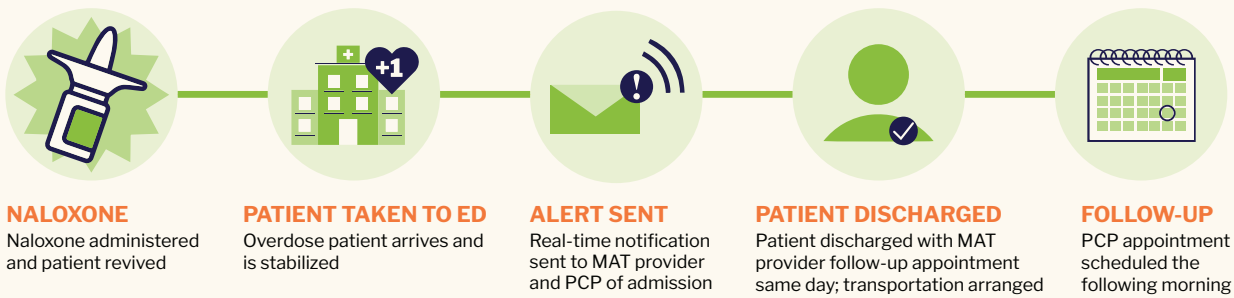 +1
!
NALOXONE
Naloxone administered
and patient revived
PATIENT TAKEN TO ED
Overdose patient arrives and
is stabilized
ALERT SENT
Real-time notification
sent to MAT provider
and PCP of admission
PATIENT DISCHARGED
Patient discharged with MAT
provider follow-up appointment
same day; transportation arranged
FOLLOW-UP
PCP appointment
scheduled the
following morning